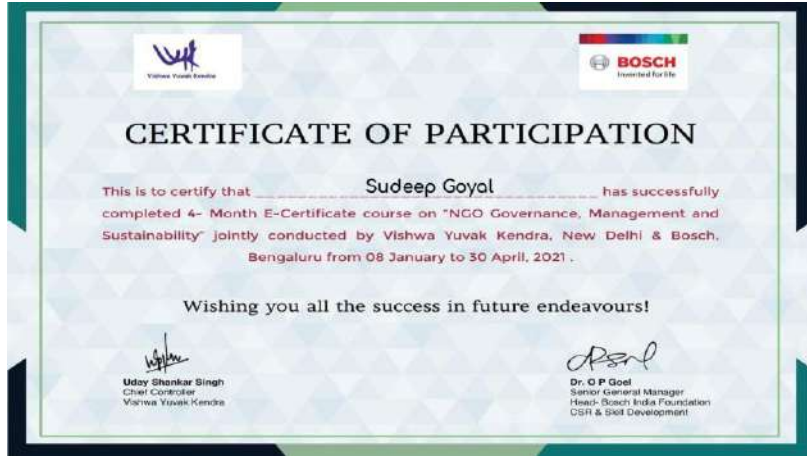 Vishwa Yuvak Kendra
BOSCH
Invented for life
CERTIFICATE OF PARTICIPATION
This is to certify that Sudeep Goyal has successfully
completed 4- Month E-Certificate course on "NGO Governance, Management and
Sustainability" jointly conducted by Vishwa Yuvak Kendra, New Delhi & Bosch,
Bengaluru from 08 January to 30 April, 2021 .
Wishing you all the success in future endeavours!
Uday Shankar Singh
Chief Controller
Vishwa Yuvak Kendra
Dr. O P Goel
Senior General Manager
Head- Bosch India Foundation
CSR & Skill Development